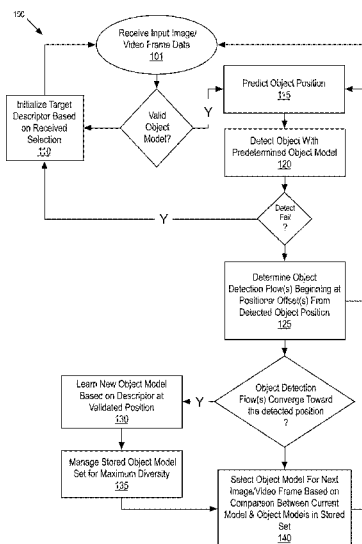 100
Receive Input Image/
Video Frame Data
101
Initialize Target
Descriptor Based
on Received
Selection
110
Valid
Object
Model?
Y
Predict Object Position
115
Detect Object With
Predetermined Object Model
120
Y
Detect
Fail
?
Determine Object
Detection Flow(s) Beginning at
Positional Offset(s) From
Detected Object Position
125
Learn New Object Model
Based on Descriptor at
Validated Position
130
Y
Object Detection
Flow(s) Converge Toward
the detected position
?
Manage Stored Object Model
Set for Maximum Diversity
135
Select Object Model For Next
Image/Video Frame Based on
Comparison Between Current
Model & Object Models in Stored
Set
140